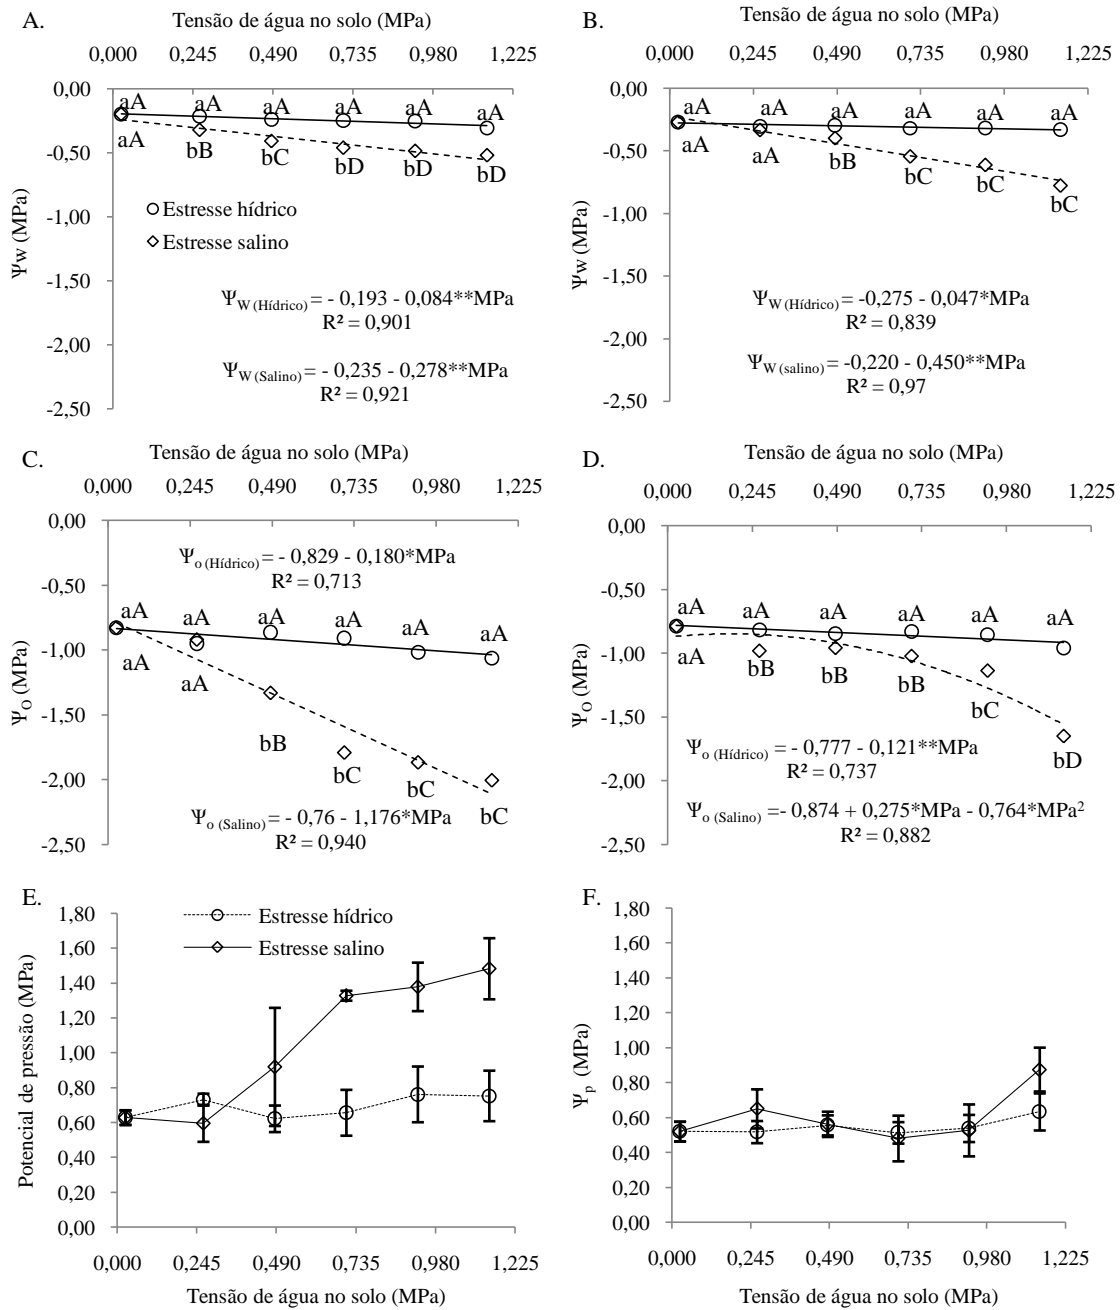 A.
Tensão de água no solo (MPa)
0,000 0,245 0,490 0,735 0,980 1,225
0,00
-0,50
-1,00
-1,50
-2,00
-2,50
Ψw (MPa)
aA aA aA aA aA aA
aA bB bC bD bD bD
Estresse hídrico
Estresse salino
ΨW (Hídrico) = - 0,193 - 0,084**MPa
R² = 0,901
ΨW (Salino) = - 0,235 - 0,278**MPa
R² = 0,921
B.
Tensão de água no solo (MPa)
0,000 0,245 0,490 0,735 0,980 1,225
0,00
-0,50
-1,00
-1,50
-2,00
-2,50
Ψw (MPa)
aA aA aA aA aA aA
aA aA bB bC bC bC
ΨW (Hídrico) = -0,275 - 0,047*MPa
R² = 0,839
ΨW (salino) = -0,220 - 0,450**MPa
R² = 0,97
C.
Tensão de água no solo (MPa)
0,000 0,245 0,490 0,735 0,980 1,225
0,00
-0,50
-1,00
-1,50
-2,00
-2,50
ΨO (MPa)
Ψo (Hídrico) = - 0,829 - 0,180*MPa
R² = 0,713
aA aA aA aA aA aA
aA aA bB bC bC bC
Ψo (Salino) = - 0,76 - 1,176*MPa
R² = 0,940
D.
Tensão de água no solo (MPa)
0,000 0,245 0,490 0,735 0,980 1,225
0,00
-0,50
-1,00
-1,50
-2,00
-2,50
ΨO (MPa)
aA aA aA aA aA aA
aA bB bB bB bC bD
Ψo (Hídrico) = - 0,777 - 0,121**MPa
R² = 0,737
Ψo (Salino) =- 0,874 + 0,275*MPa - 0,764*MPa²
R² = 0,882
E.
1,80
1,60
1,40
1,20
1,00
0,80
0,60
0,40
0,20
0,00
Potencial de pressão (MPa)
Estresse hídrico
Estresse salino
0,000 0,245 0,490 0,735 0,980 1,225
Tensão de água no solo (MPa)
F.
1,80
1,60
1,40
1,20
1,00
0,80
0,60
0,40
0,20
0,00
Ψp (MPa)
0,000 0,245 0,490 0,735 0,980 1,225
Tensão de água no solo (MPa)